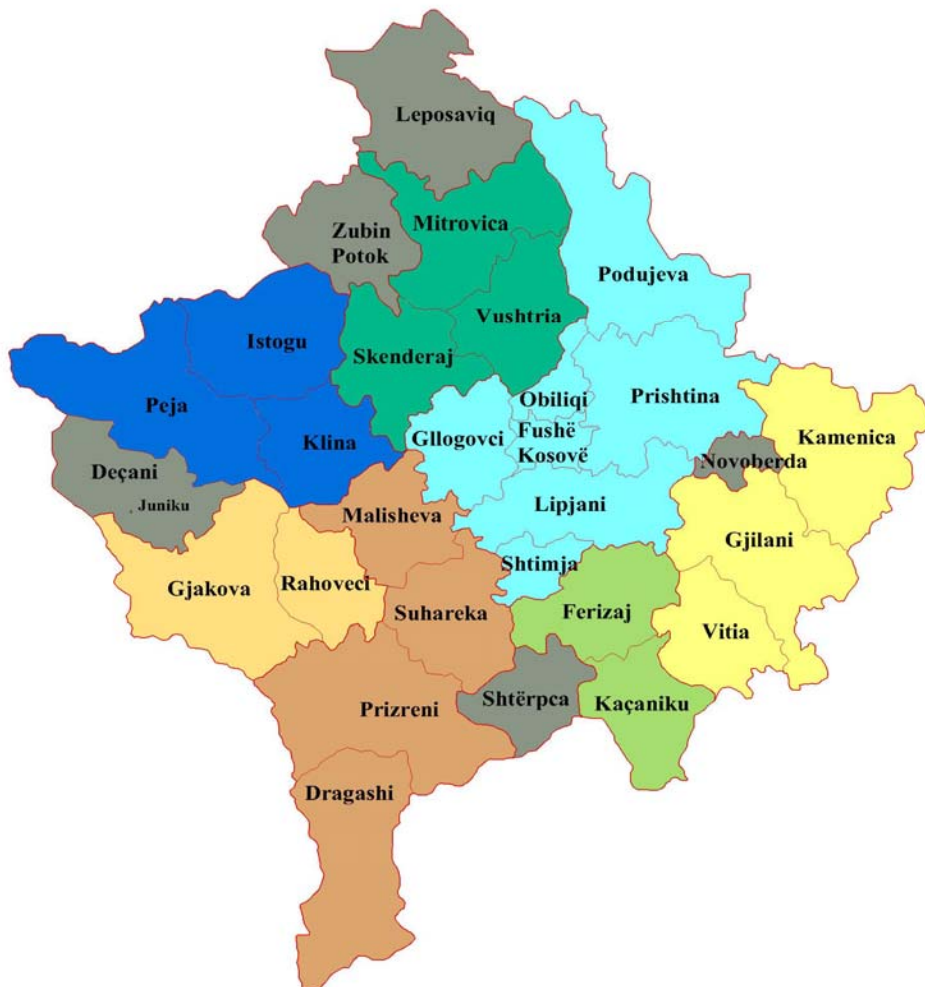 Leposaviq
Mitrovica
Zubin
Potok
Podujeva
Vushtria
Istogu
Skenderaj
Obiliqi
Prishtina
Peja
Gllogovci
Fushë
Kosovë
Klina
Kamenica
Novoberda
Deçani
Juniku
Malisheva
Lipjani
Gjilani
Shtimja
Gjakova
Rahoveci
Suhareka
Ferizaj
Vitia
Shtërpca
Kaçaniku
Prizreni
Dragashi